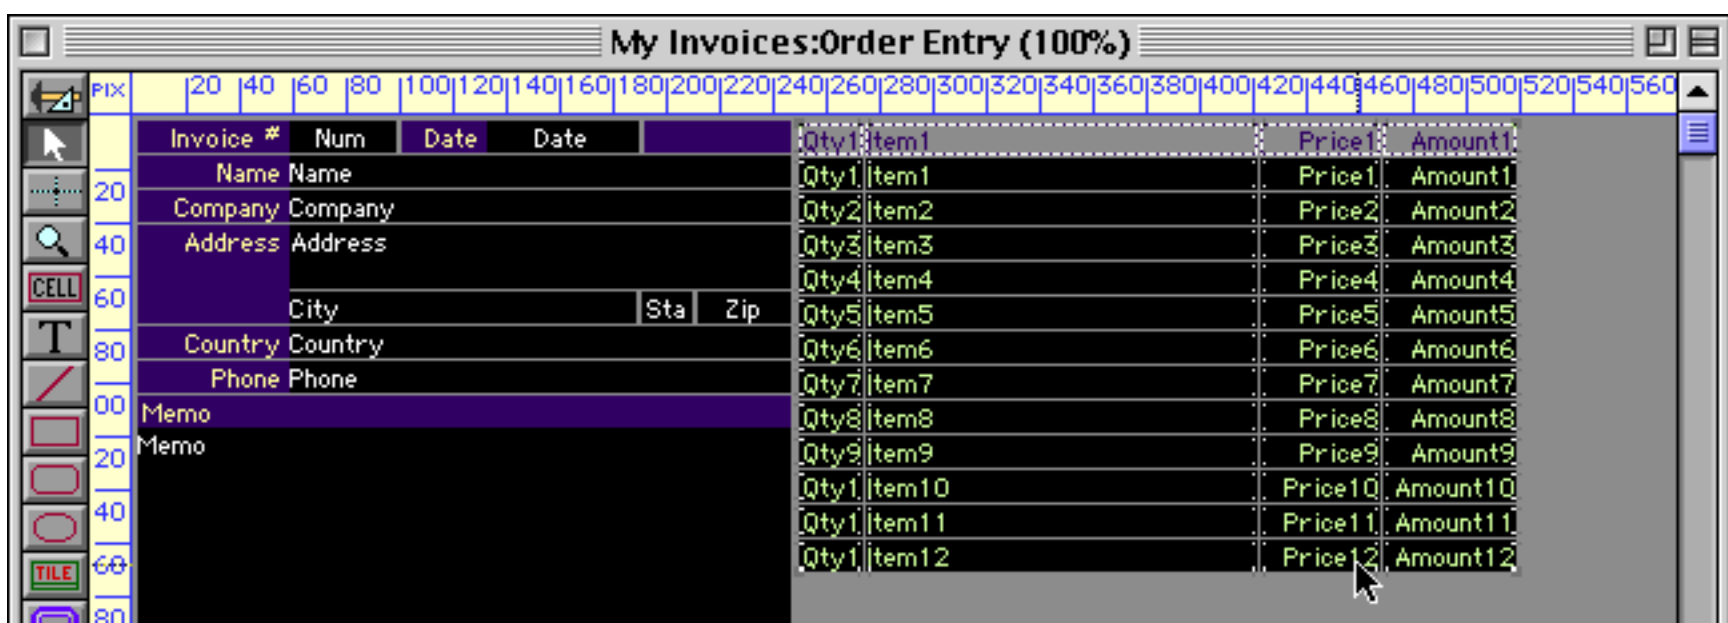 My Invoices:Order Entry (100%)
PIX 20 40 60 80 100 120 140 160 180 200 220 240 260 280 300 320 340 360 380 400 420 440 460 480 500 520 540 560
Invoice # Num Date Date Qty1 Item1 Price1 Amount1
Name Name Qty1 Item1 Price1 Amount1
20
Company Company Qty2 Item2 Price2 Amount2
40 Address Address Qty3 Item3 Price3 Amount3
CELL Qty4 Item4 Price4 Amount4
60 City Sta Zip Qty5 Item5 Price5 Amount5
T 80 Country Country Qty6 Item6 Price6 Amount6
Phone Phone Qty7 Item7 Price7 Amount7
00 Memo Qty8 Item8 Price8 Amount8
20 Memo Qty9 Item9 Price9 Amount9
Qty1 Item10 Price10 Amount10
40 Qty1 Item11 Price11 Amount11
TILE 60 Qty1 Item12 Price12 Amount12
80